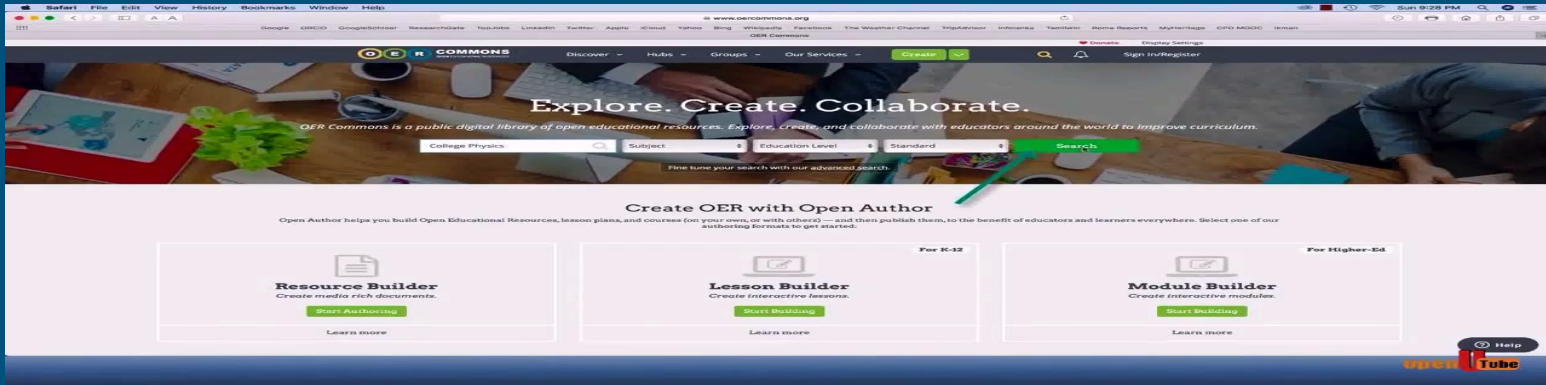 Safari File Edit View History Bookmarks Window Help Sun 9:28 PM
www.oercommons.org
Google ORCID GoogleScholar ResearchGate TopJobs LinkedIn Twitter Apple iCloud Yahoo Bing Wikipedia Facebook The Weather Channel TripAdvisor Rome Reports MyHeritage CPD MOOC ikman
OER Commons
Donate Display Settings
OER COMMONS Discover Hubs Groups Our Services Create Sign In/Register
Explore. Create. Collaborate.
OER Commons is a public digital library of open educational resources. Explore, create, and collaborate with educators around the world to improve curriculum.
College Physics Subject Education Level Standard Search
Fine tune your search with our advanced search.
Create OER with Open Author
Open Author helps you build Open Educational Resources, lesson plans, and courses (on your own, or with others) — and then publish them, to the benefit of educators and learners everywhere. Select one of our
authoring formats to get started:
For K-12 For Higher-Ed
Resource Builder Lesson Builder Module Builder
Create media rich documents. Create interactive lessons. Create interactive modules.
Start Authoring Start Building Start Building
Learn more Learn more Learn more
Help
open U Tube